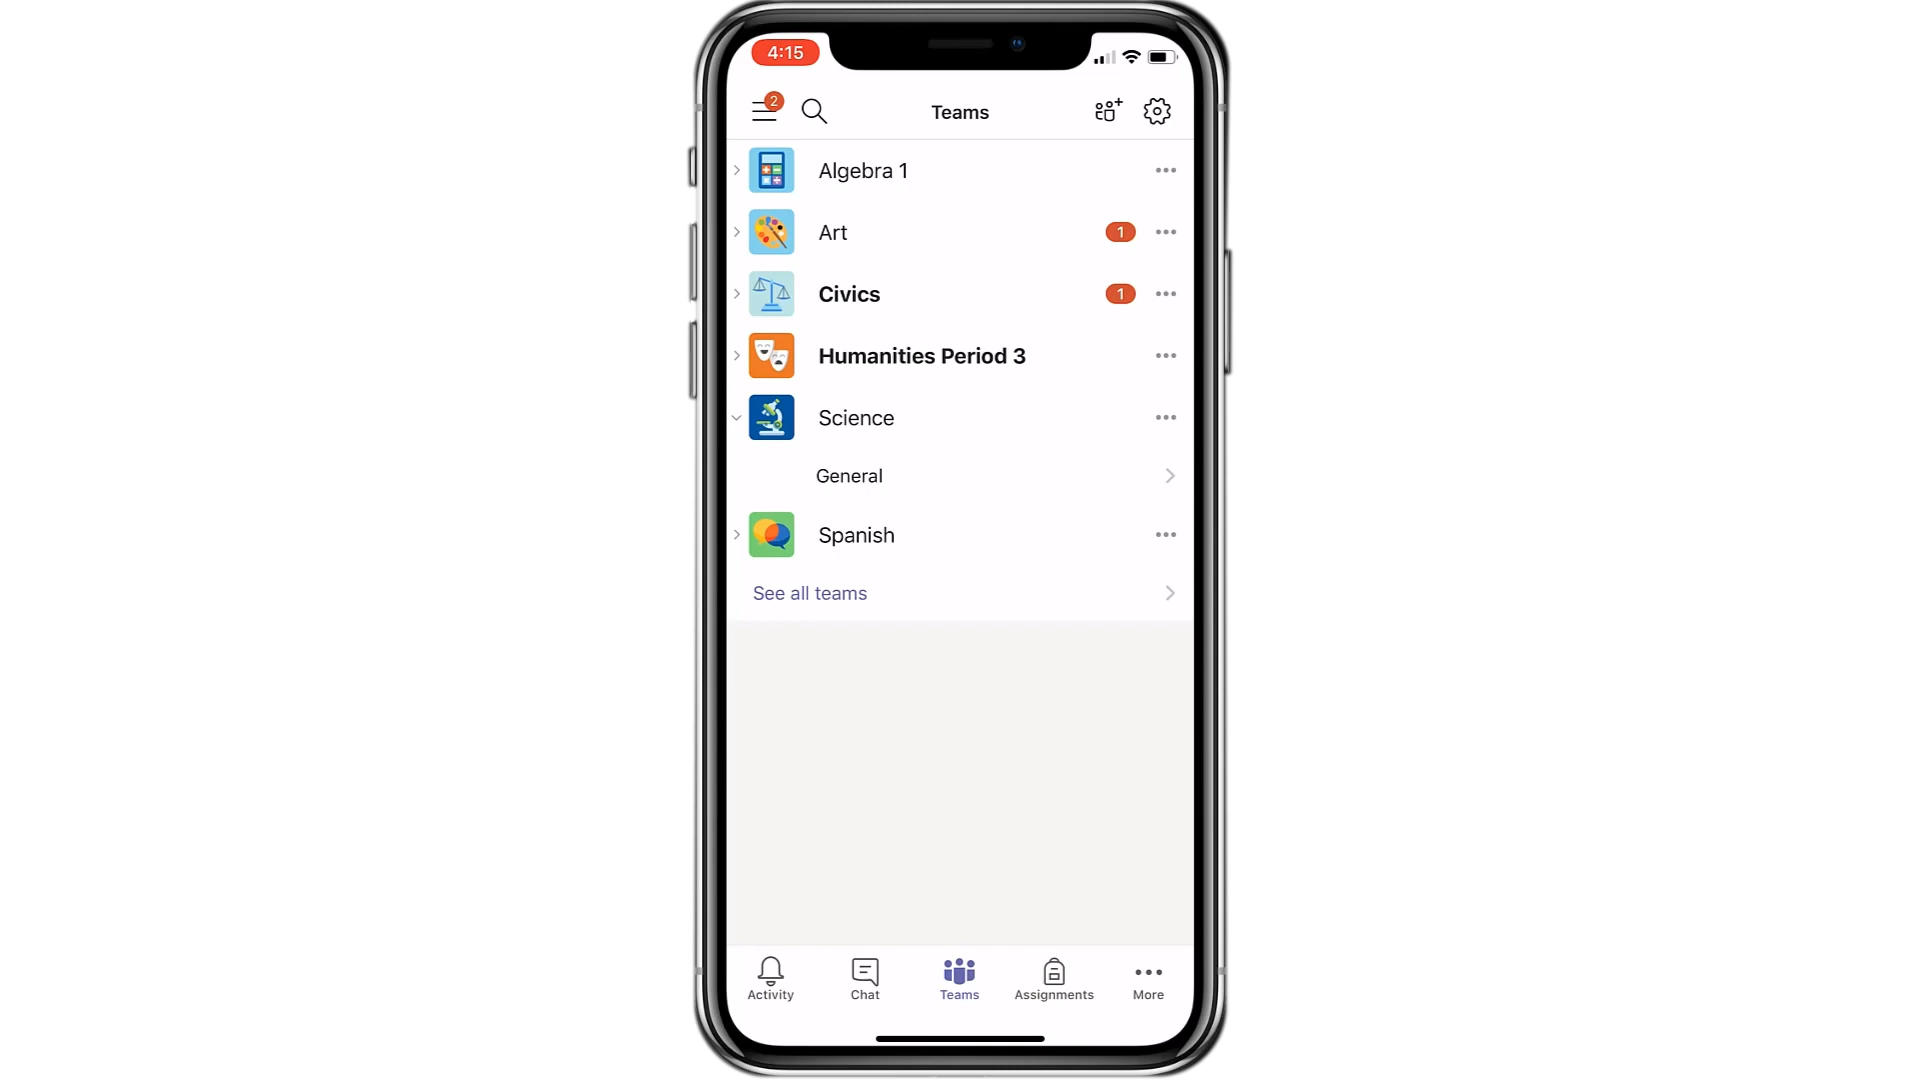 4:15
2
Teams
Algebra 1
Art 1
Civics 1
Humanities Period 3
Science
General
Spanish
See all teams
Activity Chat Teams Assignments More